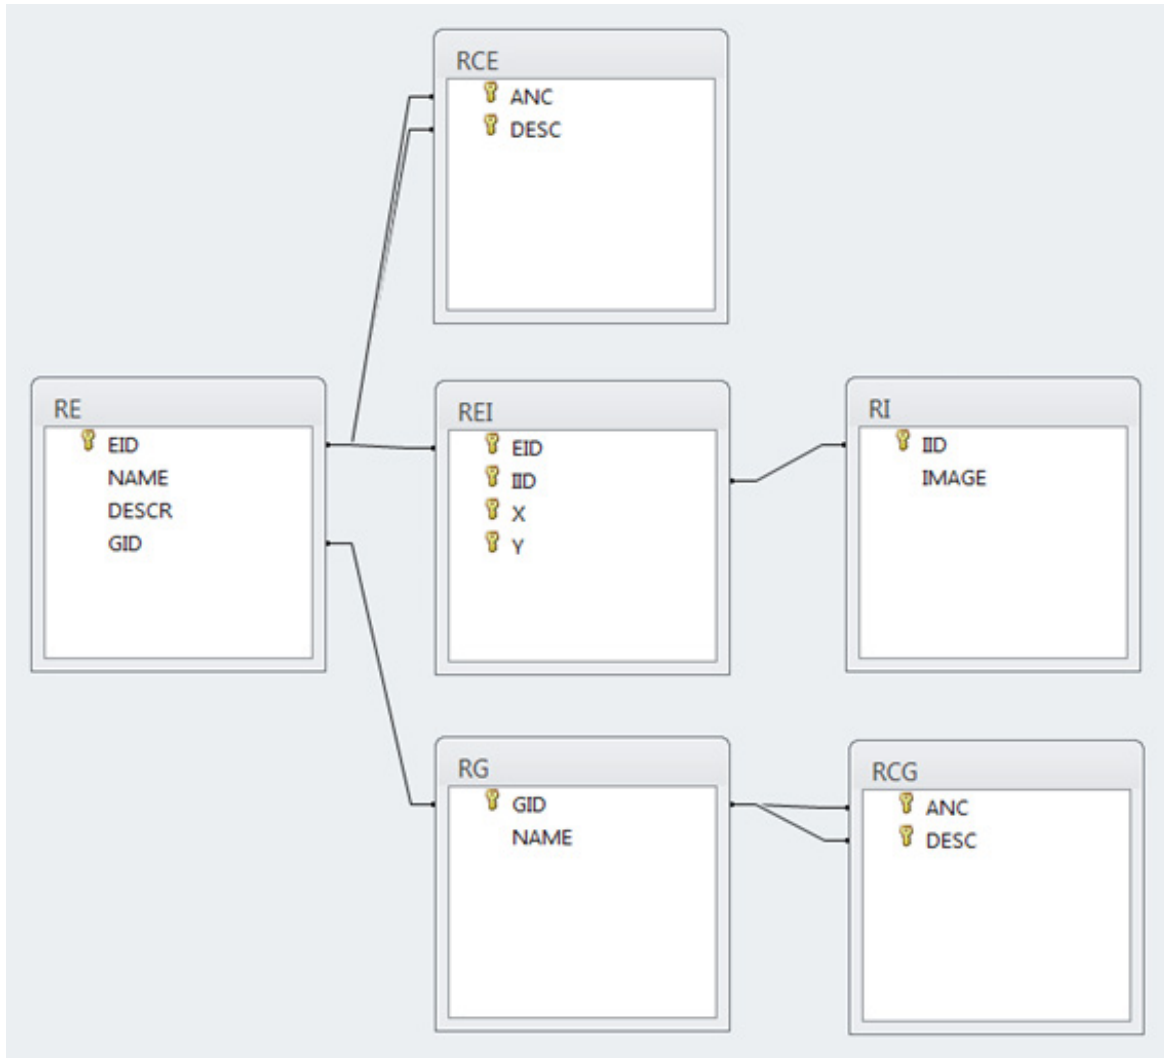 RCE
ANC
DESC
RE
EID
NAME
DESCR
GID
REI
EID
IID
X
Y
RI
IID
IMAGE
RG
GID
NAME
RCG
ANC
DESC